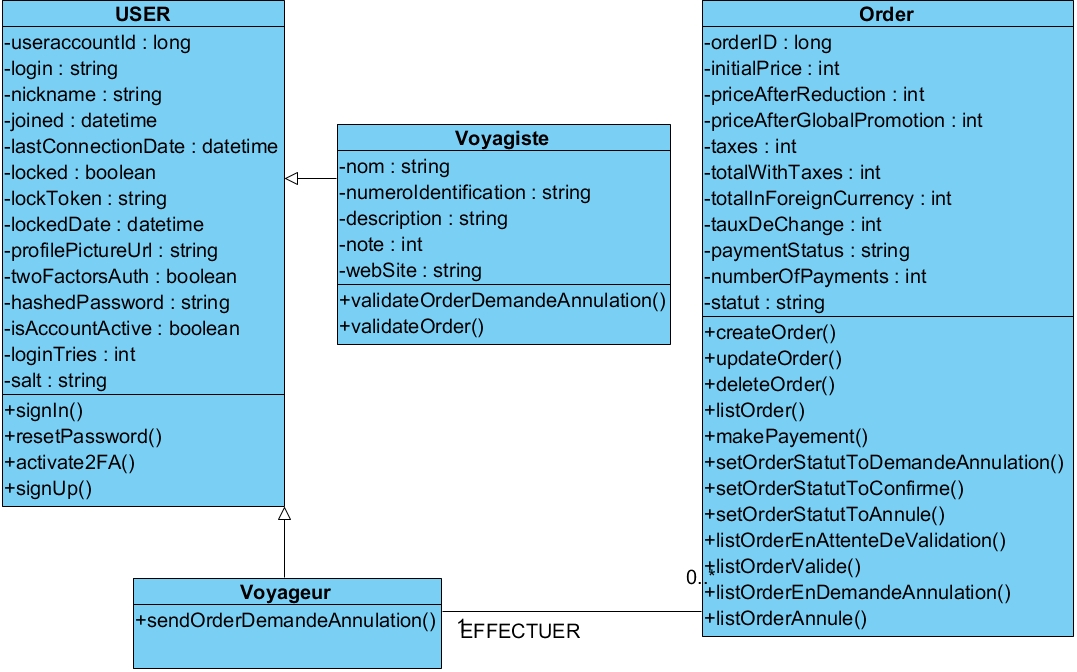 USER
-useraccountId : long
-login : string
-nickname : string
-joined : datetime
-lastConnectionDate : datetime
-locked : boolean
-lockToken : string
-lockedDate : datetime
-profilePictureUrl : string
-twoFactorsAuth : boolean
-hashedPassword : string
-isAccountActive : boolean
-loginTries : int
-salt : string
+signIn()
+resetPassword()
+activate2FA()
+signUp()
Voyagiste
-nom : string
-numeroIdentification : string
-description : string
-note : int
-webSite : string
+validateOrderDemandeAnnulation()
+validateOrder()
Order
-orderID : long
-initialPrice : int
-priceAfterReduction : int
-priceAfterGlobalPromotion : int
-taxes : int
-totalWithTaxes : int
-totalInForeignCurrency : int
-tauxDeChange : int
-paymentStatus : string
-numberOfPayments : int
-statut : string
+createOrder()
+updateOrder()
+deleteOrder()
+listOrder()
+makePayement()
+setOrderStatutToDemandeAnnulation()
+setOrderStatutToConfirme()
+setOrderStatutToAnnule()
+listOrderEnAttenteDeValidation()
+listOrderValide()
+listOrderEnDemandeAnnulation()
+listOrderAnnule()
Voyageur
+sendOrderDemandeAnnulation()
1
EFFECTUER
0..*